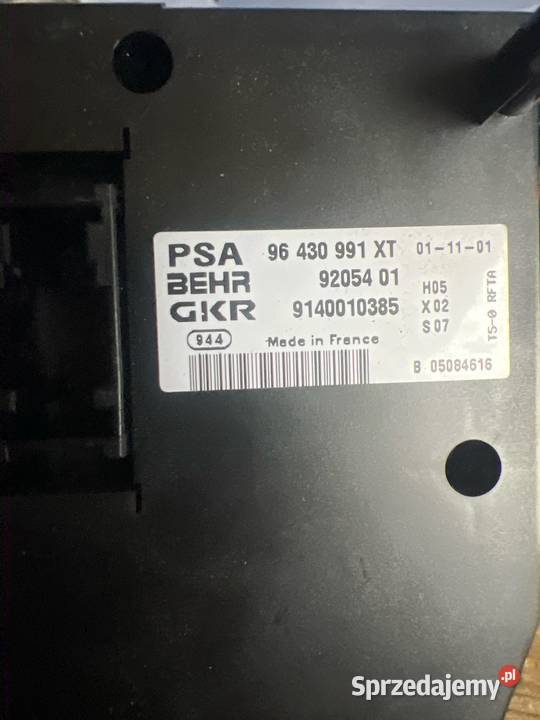 PSA 96 430 991 XT 01-11-01
BEHR 92054 01 H05
GKR 9140010385 X02
S07
944 Made in France
B 05084616
T5-0 RFTA
Sprzedajemy.pl